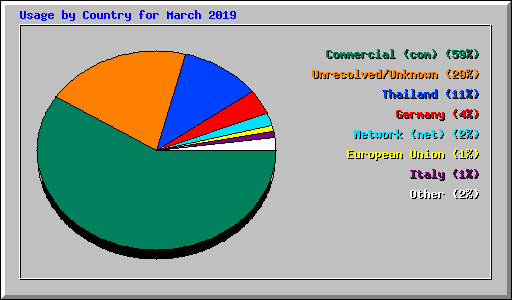 Usage by Country for March 2019
Commercial (com) (59%)
Unresolved/Unknown (20%)
Thailand (11%)
Germany (4%)
Network (net) (2%)
European Union (1%)
Italy (1%)
Other (2%)